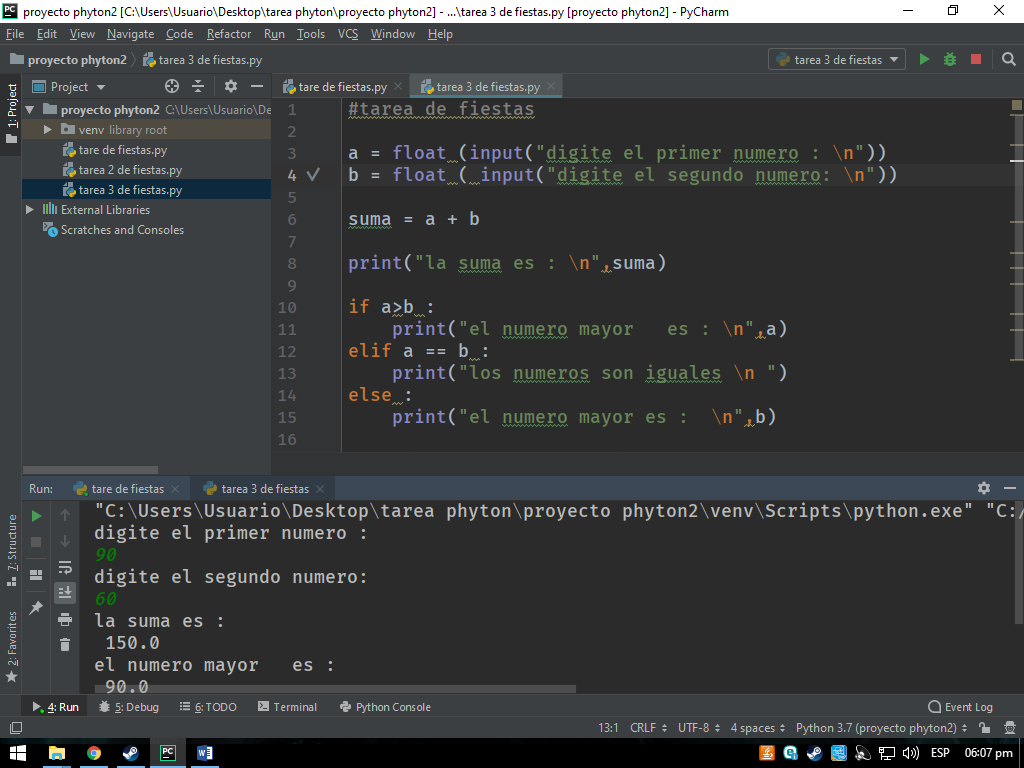 proyecto phyton2 [C:\Users\Usuario\Desktop\tarea phyton\proyecto phyton2] - ...\tarea 3 de fiestas.py [proyecto phyton2] - PyCharm
File Edit View Navigate Code Refactor Run Tools VCS Window Help
proyecto phyton2 tarea 3 de fiestas.py tarea 3 de fiestas
1: Project
Project
tare de fiestas.py
tarea 3 de fiestas.py
proyecto phyton2 C:\Users\Usuario\De
venv library root
tare de fiestas.py
tarea 2 de fiestas.py
tarea 3 de fiestas.py
External Libraries
Scratches and Consoles
1 #tarea de fiestas
2
3 a = float (input("digite el primer numero : \n"))
4 b = float ( input("digite el segundo numero: \n"))
5
6 suma = a + b
7
8 print("la suma es : \n",suma)
9
10 if a>b :
11     print("el numero mayor   es : \n",a)
12 elif a == b :
13     print("los numeros son iguales \n ")
14 else :
15     print("el numero mayor es :  \n",b)
16
Run: tare de fiestas tarea 3 de fiestas
"C:\Users\Usuario\Desktop\tarea phyton\proyecto phyton2\venv\Scripts\python.exe" "C:/
digite el primer numero :
90
digite el segundo numero:
60
la suma es :
 150.0
el numero mayor   es :
 90.0
7: Structure
2: Favorites
4: Run 5: Debug 6: TODO Terminal Python Console Event Log
13:1 CRLF UTF-8 4 spaces Python 3.7 (proyecto phyton2)
PC W ESP 06:07 pm